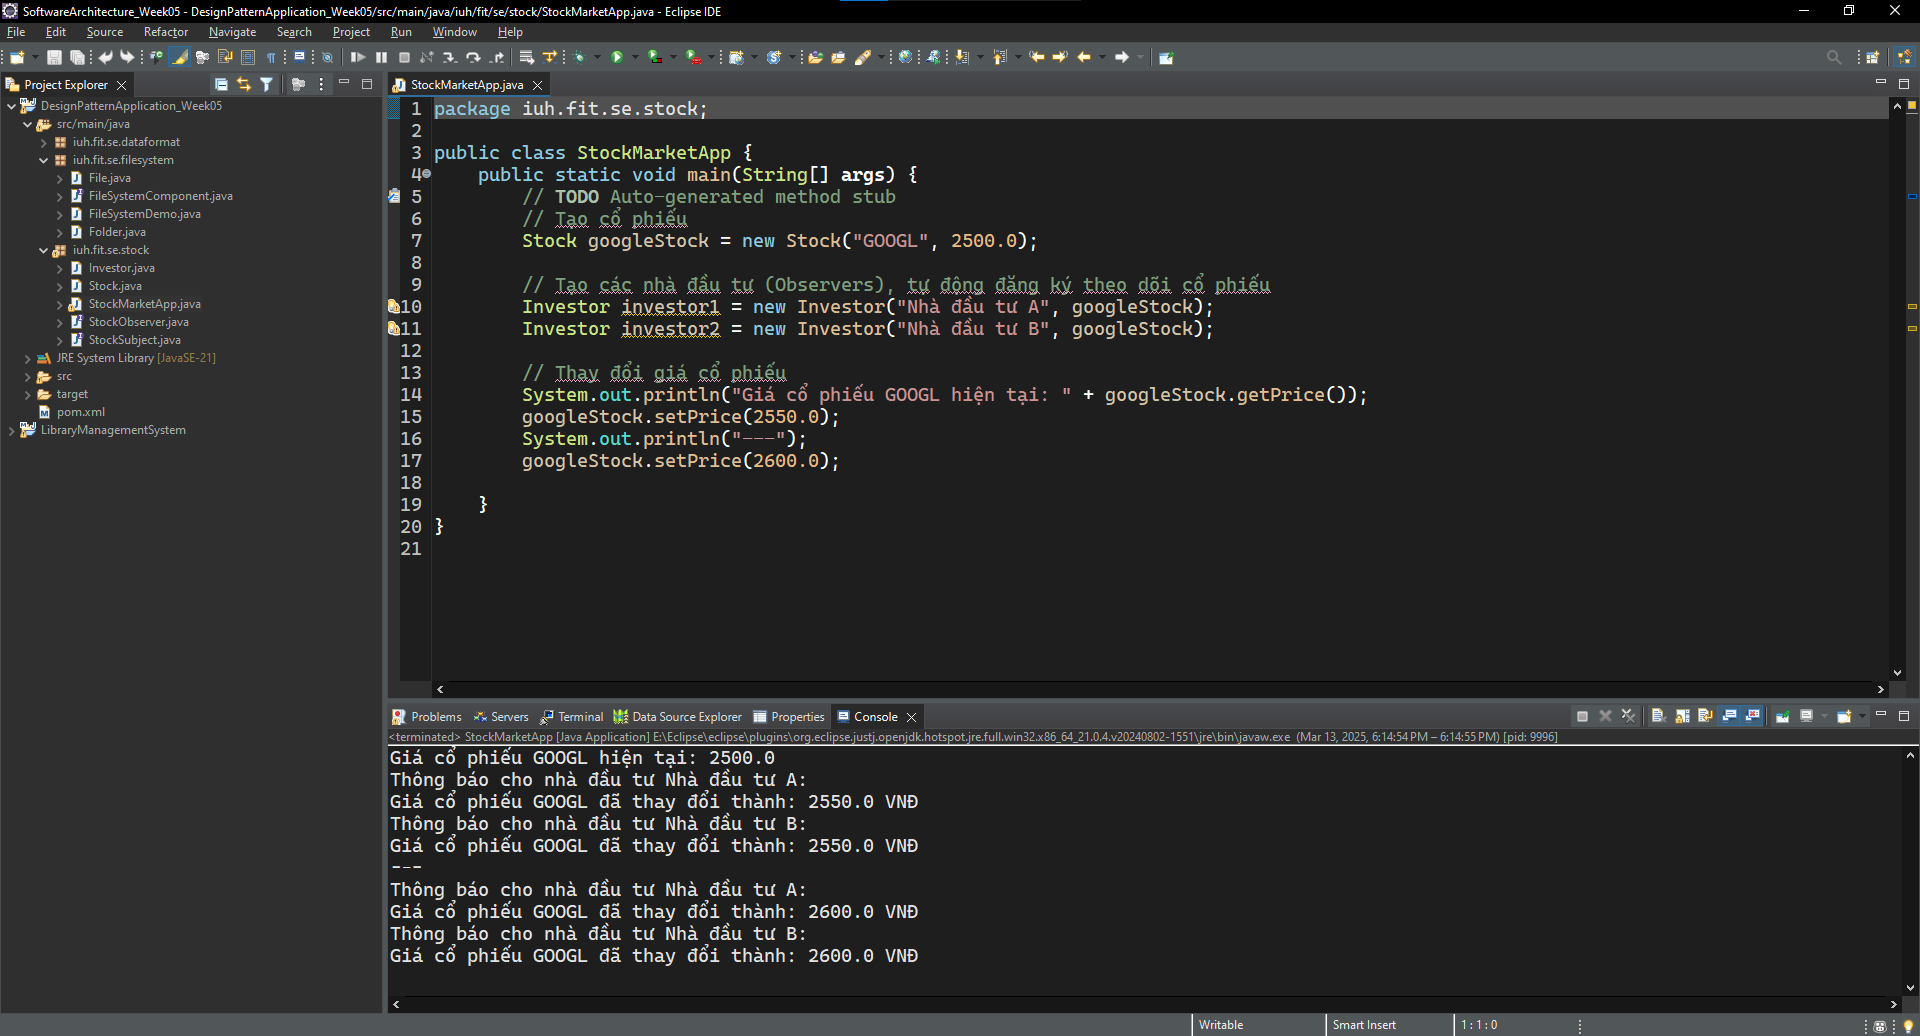 SoftwareArchitecture_Week05 - DesignPatternApplication_Week05/src/main/java/iuh/fit/se/stock/StockMarketApp.java - Eclipse IDE
File Edit Source Refactor Navigate Search Project Run Window Help
Project Explorer
DesignPatternApplication_Week05
src/main/java
iuh.fit.se.dataformat
iuh.fit.se.filesystem
File.java
FileSystemComponent.java
FileSystemDemo.java
Folder.java
iuh.fit.se.stock
Investor.java
Stock.java
StockMarketApp.java
StockObserver.java
StockSubject.java
JRE System Library [JavaSE-21]
src
target
pom.xml
LibraryManagementSystem
StockMarketApp.java
1 package iuh.fit.se.stock;
2
3 public class StockMarketApp {
4 public static void main(String[] args) {
5 // TODO Auto-generated method stub
6 // Tạo cổ phiếu
7 Stock googleStock = new Stock("GOOGL", 2500.0);
8
9 // Tạo các nhà đầu tư (Observers), tự động đăng ký theo dõi cổ phiếu
10 Investor investor1 = new Investor("Nhà đầu tư A", googleStock);
11 Investor investor2 = new Investor("Nhà đầu tư B", googleStock);
12
13 // Thay đổi giá cổ phiếu
14 System.out.println("Giá cổ phiếu GOOGL hiện tại: " + googleStock.getPrice());
15 googleStock.setPrice(2550.0);
16 System.out.println("---");
17 googleStock.setPrice(2600.0);
18
19 }
20 }
21
Problems Servers Terminal Data Source Explorer Properties Console
<terminated> StockMarketApp [Java Application] E:\Eclipse\eclipse\plugins\org.eclipse.justj.openjdk.hotspot.jre.full.win32.x86_64_21.0.4.v20240802-1551\jre\bin\javaw.exe (Mar 13, 2025, 6:14:54 PM – 6:14:55 PM) [pid: 9996]
Giá cổ phiếu GOOGL hiện tại: 2500.0
Thông báo cho nhà đầu tư Nhà đầu tư A:
Giá cổ phiếu GOOGL đã thay đổi thành: 2550.0 VNĐ
Thông báo cho nhà đầu tư Nhà đầu tư B:
Giá cổ phiếu GOOGL đã thay đổi thành: 2550.0 VNĐ
---
Thông báo cho nhà đầu tư Nhà đầu tư A:
Giá cổ phiếu GOOGL đã thay đổi thành: 2600.0 VNĐ
Thông báo cho nhà đầu tư Nhà đầu tư B:
Giá cổ phiếu GOOGL đã thay đổi thành: 2600.0 VNĐ
Writable Smart Insert 1 : 1 : 0